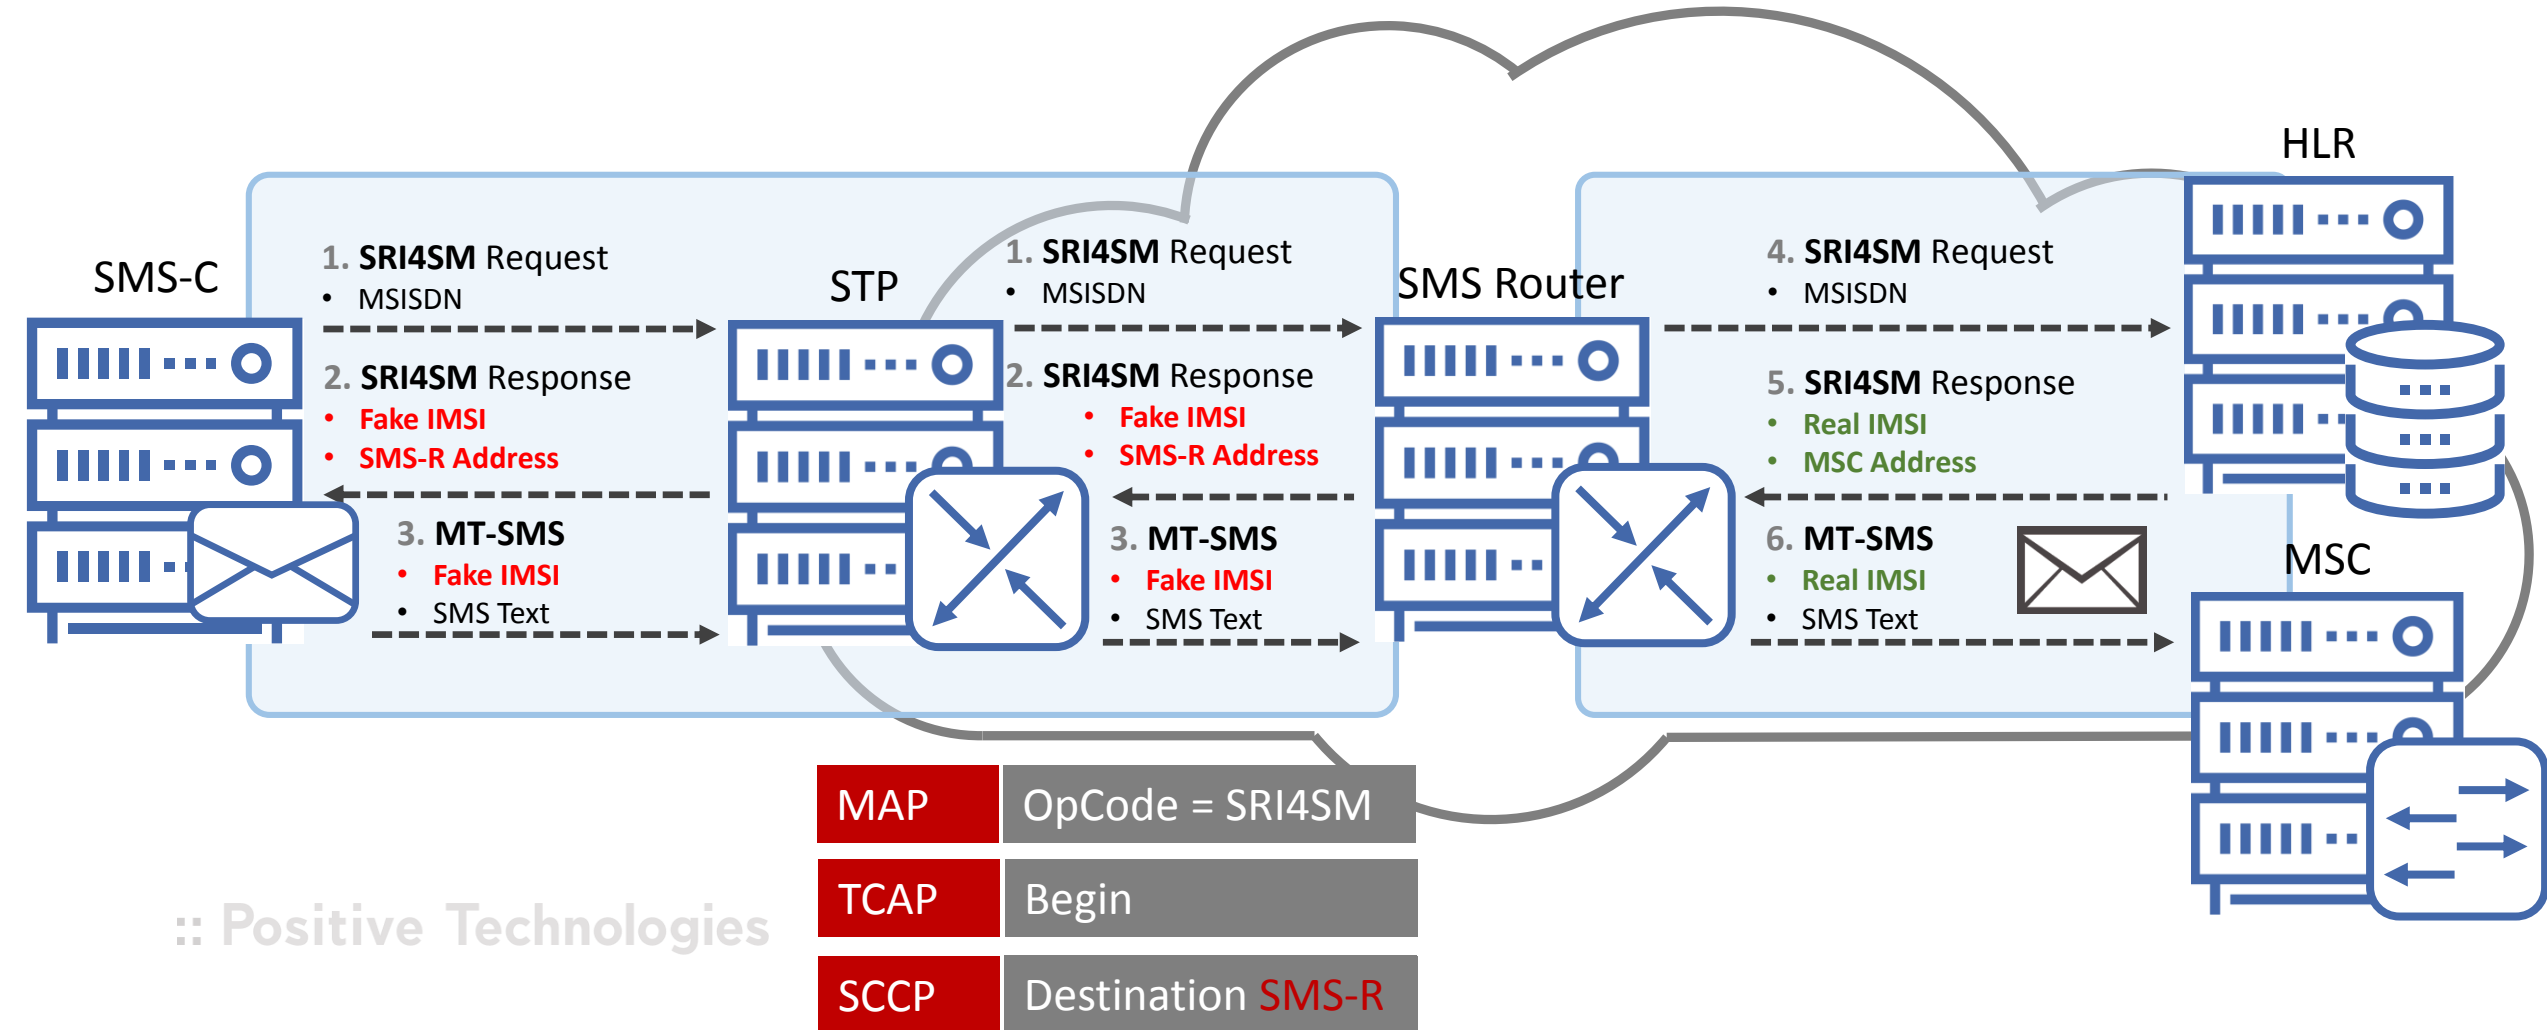 HLR
SMS-C
1. SRI4SM Request
• MSISDN
2. SRI4SM Response
• Fake IMSI
• SMS-R Address
3. MT-SMS
• Fake IMSI
• SMS Text
STP
1. SRI4SM Request
• MSISDN
2. SRI4SM Response
• Fake IMSI
• SMS-R Address
3. MT-SMS
• Fake IMSI
• SMS Text
SMS Router
4. SRI4SM Request
• MSISDN
5. SRI4SM Response
• Real IMSI
• MSC Address
6. MT-SMS
• Real IMSI
• SMS Text
MSC
MAP OpCode = SRI4SM
TCAP Begin
SCCP Destination SMS-R
:: Positive Technologies